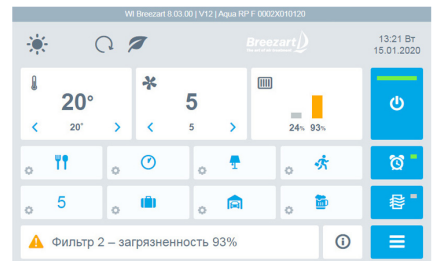 WI Breezart 8.03.00 | V12 | Aqua RP F 0002X010120
Breezart
13:21 Вт
15.01.2020
20°
20°
5
5
24% 93%
5
Фильтр 2 – загрязненность 93%